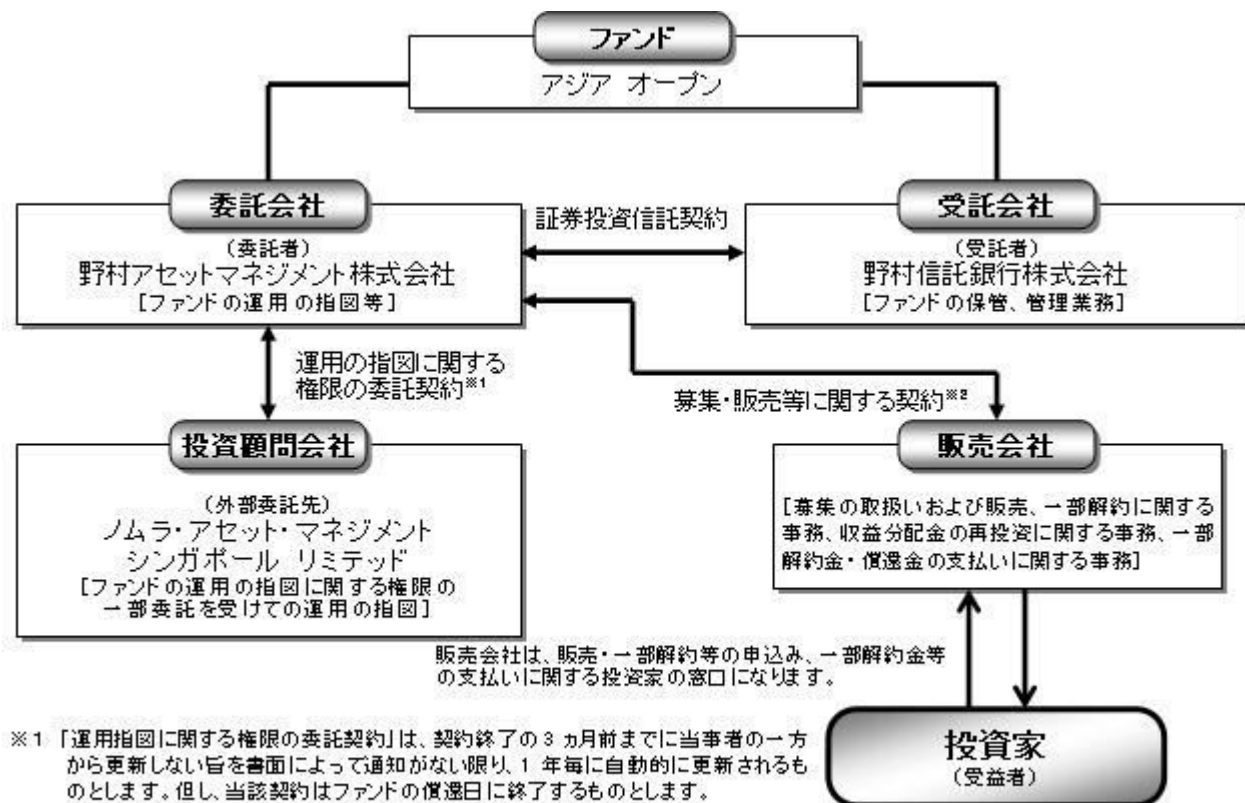 ファンド
アジア オープン
委託会社
(委託者)
野村アセットマネジメント株式会社
[ファンドの運用の指図等]
証券投資信託契約
受託会社
(受託者)
野村信託銀行株式会社
[ファンドの保管、管理業務]
運用の指図に関する
権限の委託契約※1
募集・販売等に関する契約※2
投資顧問会社
(外部委託先)
ノムラ・アセット・マネジメント
シンガポール リミテッド
[ファンドの運用の指図に関する権限の
一部委託を受けての運用の指図]
販売会社
[募集の取扱いおよび販売、一部解約に関する
事務、収益分配金の再投資に関する事務、一部
解約金・償還金の支払いに関する事務]
販売会社は、販売・一部解約等の申込み、一部解約金等
の支払いに関する投資家の窓口になります。
投資家
(受益者)
※1 「運用指図に関する権限の委託契約」は、契約終了の3ヵ月前までに当事者の一方
から更新しない旨を書面によって通知がない限り、1年毎に自動的に更新されるも
のとします。但し、当該契約はファンドの償還日に終了するものとします。